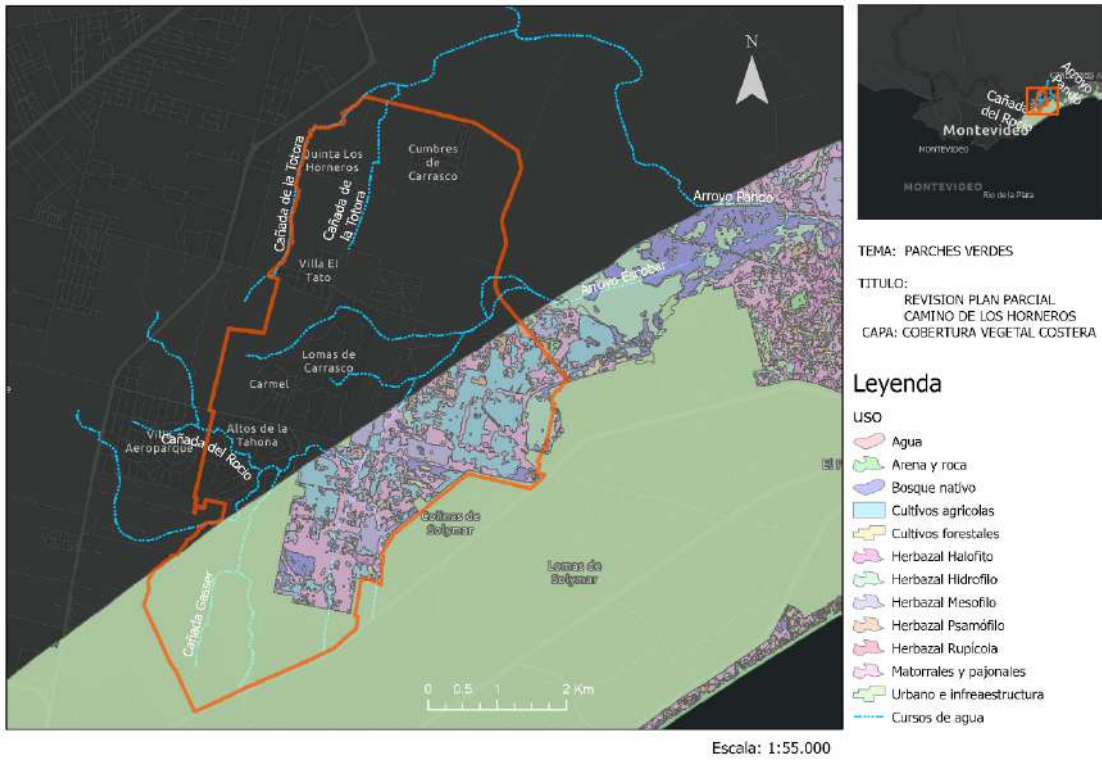 N
Quinta Los
Horneros
Cumbres
de
Carrasco
Cañada de la Totora
Cañada de
la Totora
Villa El
Tato
Arroyo Pando
Arroyo Escobar
Lomas de
Carrasco
Carmel
Altos de la
Tahona
Villa
Aeroparque
Cañada del Rocio
Colinas de
Solymar
Lomas de
Solymar
Cañada Gasser
0 0.5 1 2 Km
Escala: 1:55.000
Arroyo
Pando
Cañada
del Rocio
Montevideo
MONTEVIDEO
MONTEVIDEO
Río de la Plata
TEMA: PARCHES VERDES
TITULO:
REVISION PLAN PARCIAL
CAMINO DE LOS HORNEROS
CAPA: COBERTURA VEGETAL COSTERA
Leyenda
uso
Agua
Arena y roca
Bosque nativo
Cultivos agricolas
Cultivos forestales
Herbazal Halofito
Herbazal Hidrofilo
Herbazal Mesofilo
Herbazal Psamófilo
Herbazal Rupícola
Matorrales y pajonales
Urbano e infreaestructura
Cursos de agua